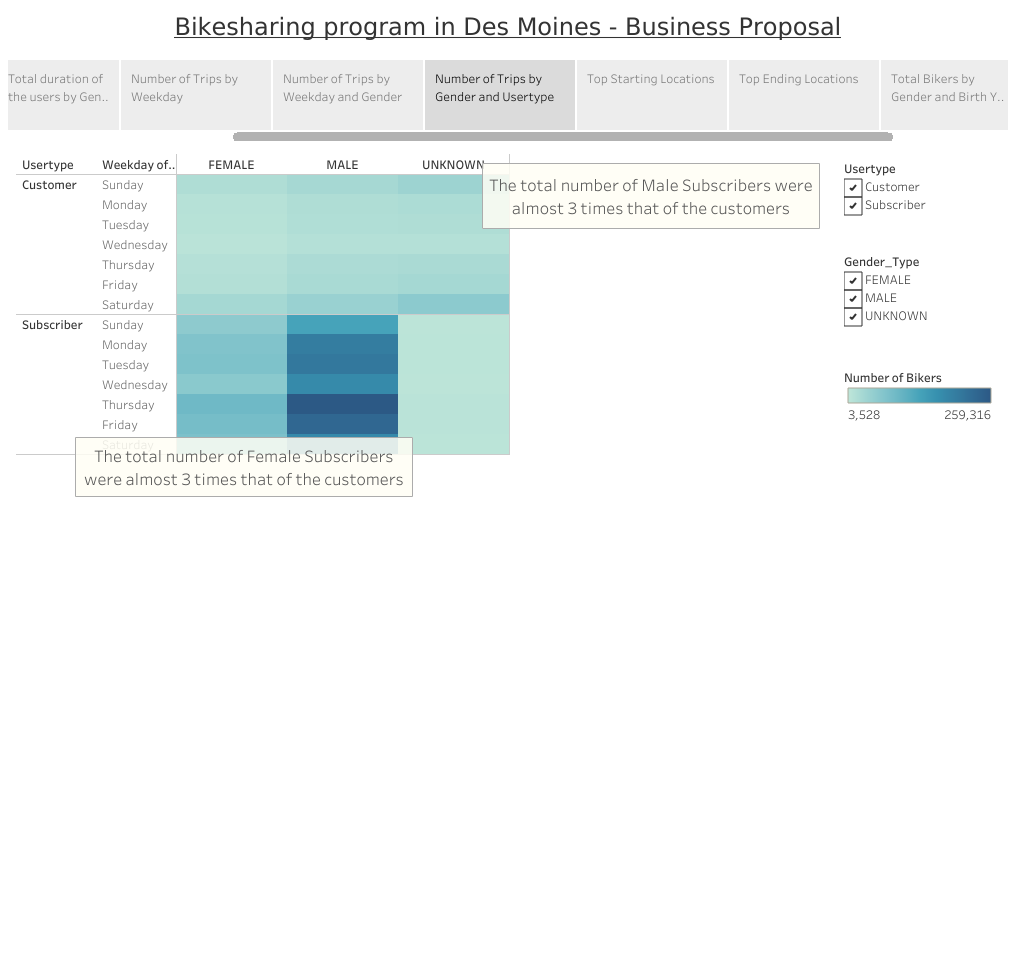 Bikesharing program in Des Moines - Business Proposal
Total duration of
the users by Gen..
Number of Trips by
Weekday
Number of Trips by
Weekday and Gender
Number of Trips by
Gender and Usertype
Top Starting Locations
Top Ending Locations
Total Bikers by
Gender and Birth Y..
Usertype Weekday of.. FEMALE MALE UNKNOWN
Customer Sunday
Monday
Tuesday
Wednesday
Thursday
Friday
Saturday
Subscriber Sunday
Monday
Tuesday
Wednesday
Thursday
Friday
Saturday
The total number of Male Subscribers were
almost 3 times that of the customers
The total number of Female Subscribers
were almost 3 times that of the customers
Usertype
Customer
Subscriber
Gender_Type
FEMALE
MALE
UNKNOWN
Number of Bikers
3,528 259,316